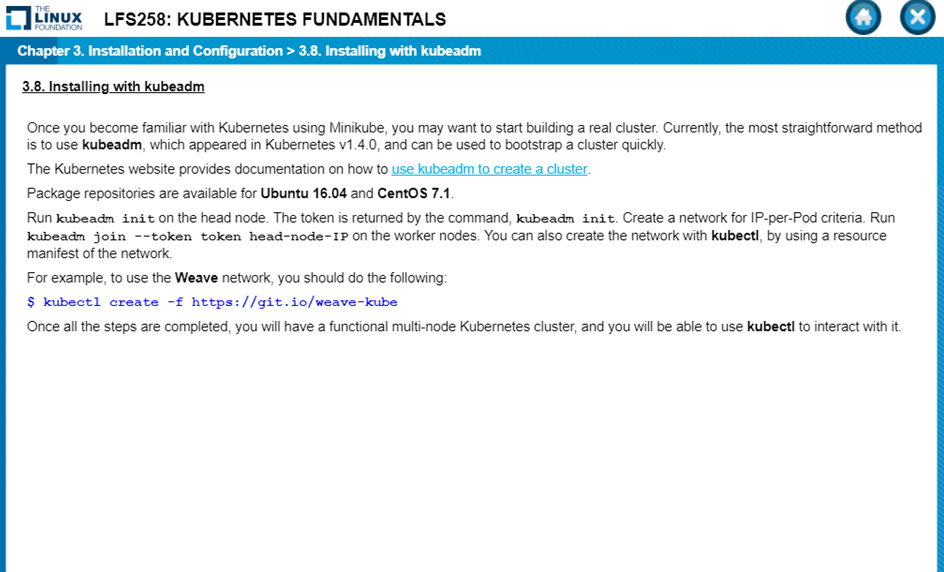 THE
LINUX
FOUNDATION
LFS258: KUBERNETES FUNDAMENTALS
Chapter 3. Installation and Configuration > 3.8. Installing with kubeadm
3.8. Installing with kubeadm
Once you become familiar with Kubernetes using Minikube, you may want to start building a real cluster. Currently, the most straightforward method
is to use kubeadm, which appeared in Kubernetes v1.4.0, and can be used to bootstrap a cluster quickly.
The Kubernetes website provides documentation on how to use kubeadm to create a cluster.
Package repositories are available for Ubuntu 16.04 and CentOS 7.1.
Run kubeadm init on the head node. The token is returned by the command, kubeadm init. Create a network for IP-per-Pod criteria. Run
kubeadm join --token token head-node-IP on the worker nodes. You can also create the network with kubectl, by using a resource
manifest of the network.
For example, to use the Weave network, you should do the following:
$ kubectl create -f https://git.io/weave-kube
Once all the steps are completed, you will have a functional multi-node Kubernetes cluster, and you will be able to use kubectl to interact with it.